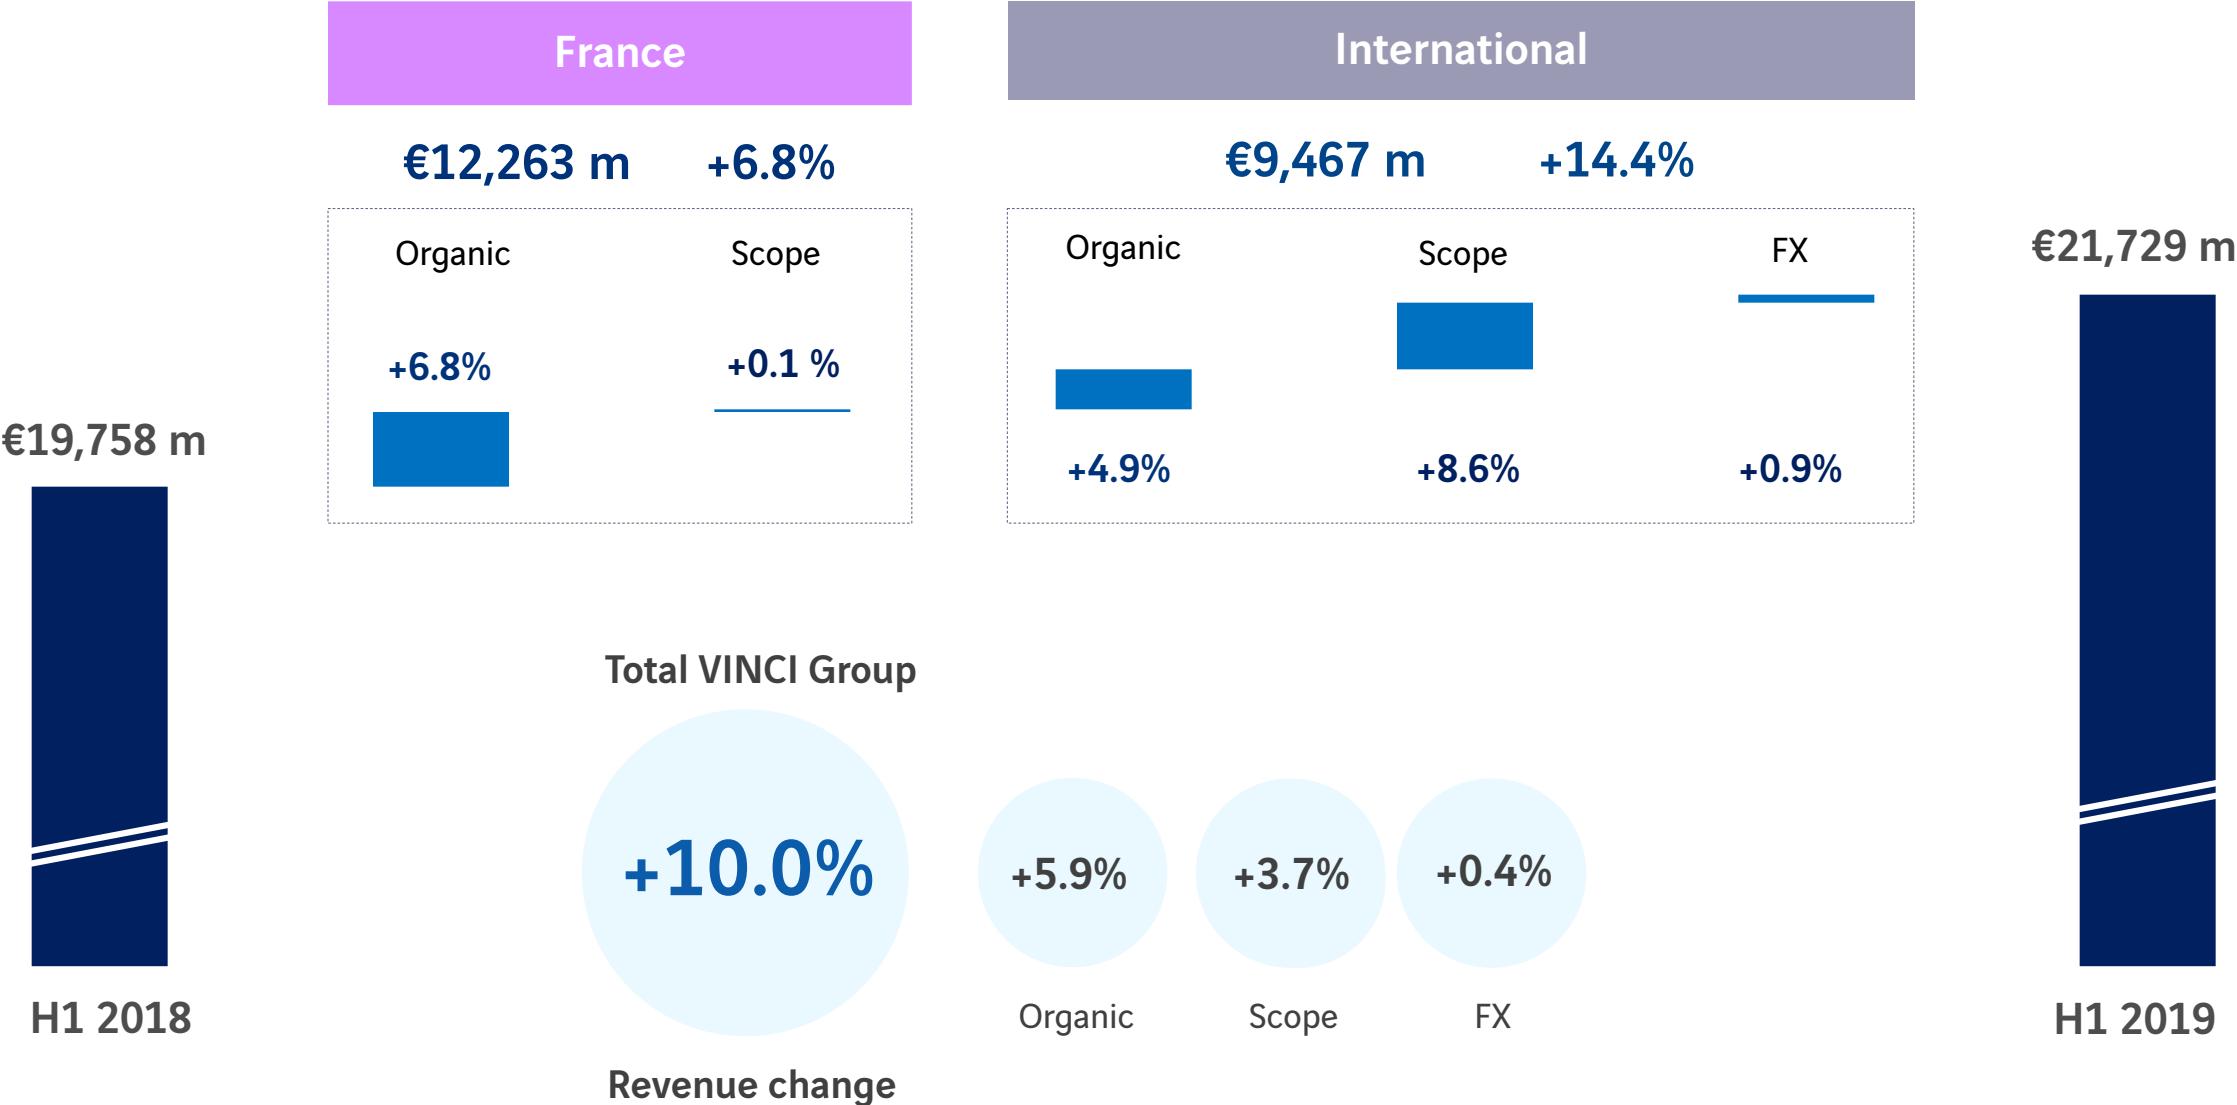 France
International
€12,263 m +6.8%
€9,467 m +14.4%
Organic Scope
Organic Scope FX
+6.8% +0.1 %
+4.9% +8.6% +0.9%
€19,758 m
€21,729 m
H1 2018
H1 2019
Total VINCI Group
+10.0%
+5.9% +3.7% +0.4%
Organic Scope FX
Revenue change